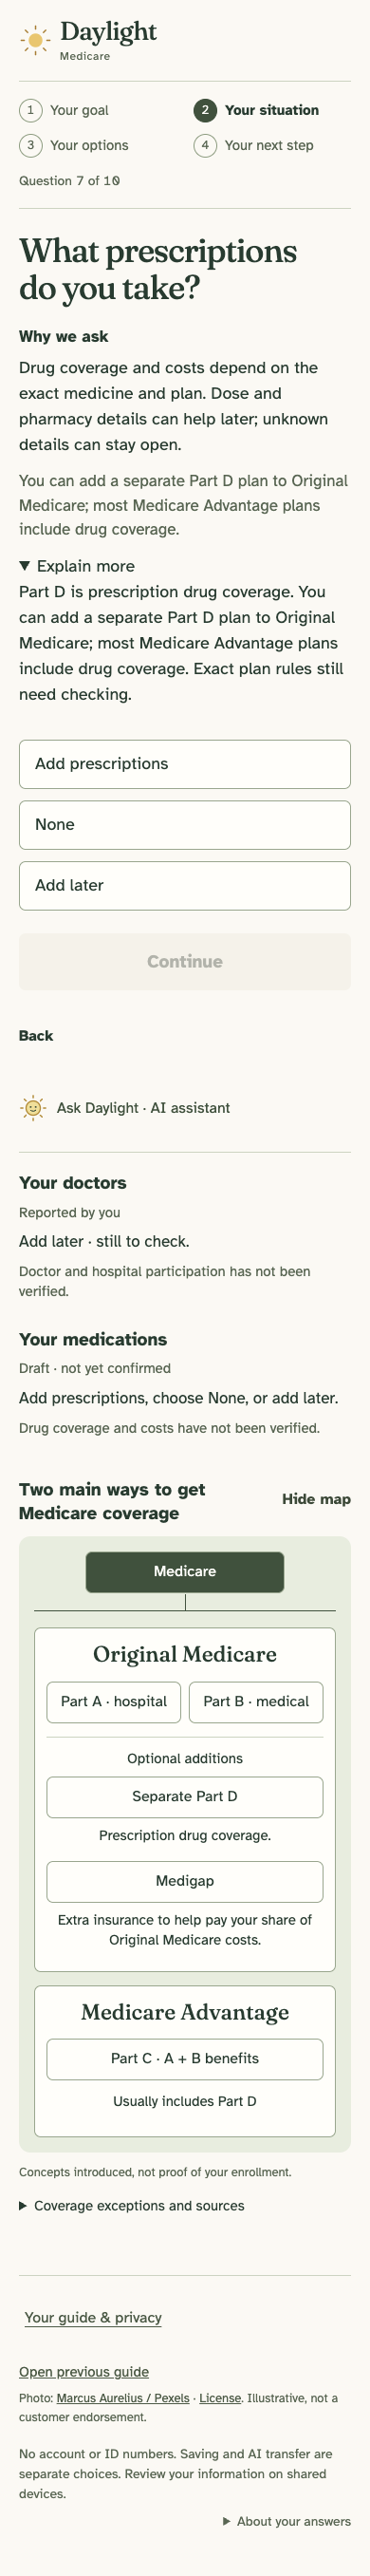 Daylight
Medicare
1 Your goal
2 Your situation
3 Your options
4 Your next step
Question 7 of 10
What prescriptions
do you take?
Why we ask
Drug coverage and costs depend on the
exact medicine and plan. Dose and
pharmacy details can help later; unknown
details can stay open.
You can add a separate Part D plan to Original
Medicare; most Medicare Advantage plans
include drug coverage.
▼ Explain more
Part D is prescription drug coverage. You
can add a separate Part D plan to Original
Medicare; most Medicare Advantage plans
include drug coverage. Exact plan rules still
need checking.
Add prescriptions
None
Add later
Continue
Back
Ask Daylight · AI assistant
Your doctors
Reported by you
Add later · still to check.
Doctor and hospital participation has not been
verified.
Your medications
Draft · not yet confirmed
Add prescriptions, choose None, or add later.
Drug coverage and costs have not been verified.
Two main ways to get
Medicare coverage
Hide map
Medicare
Original Medicare
Part A · hospital
Part B · medical
Optional additions
Separate Part D
Prescription drug coverage.
Medigap
Extra insurance to help pay your share of
Original Medicare costs.
Medicare Advantage
Part C · A + B benefits
Usually includes Part D
Concepts introduced, not proof of your enrollment.
▶ Coverage exceptions and sources
Your guide & privacy
Open previous guide
Photo: Marcus Aurelius / Pexels · License. Illustrative, not a
customer endorsement.
No account or ID numbers. Saving and AI transfer are
separate choices. Review your information on shared
devices.
▶ About your answers